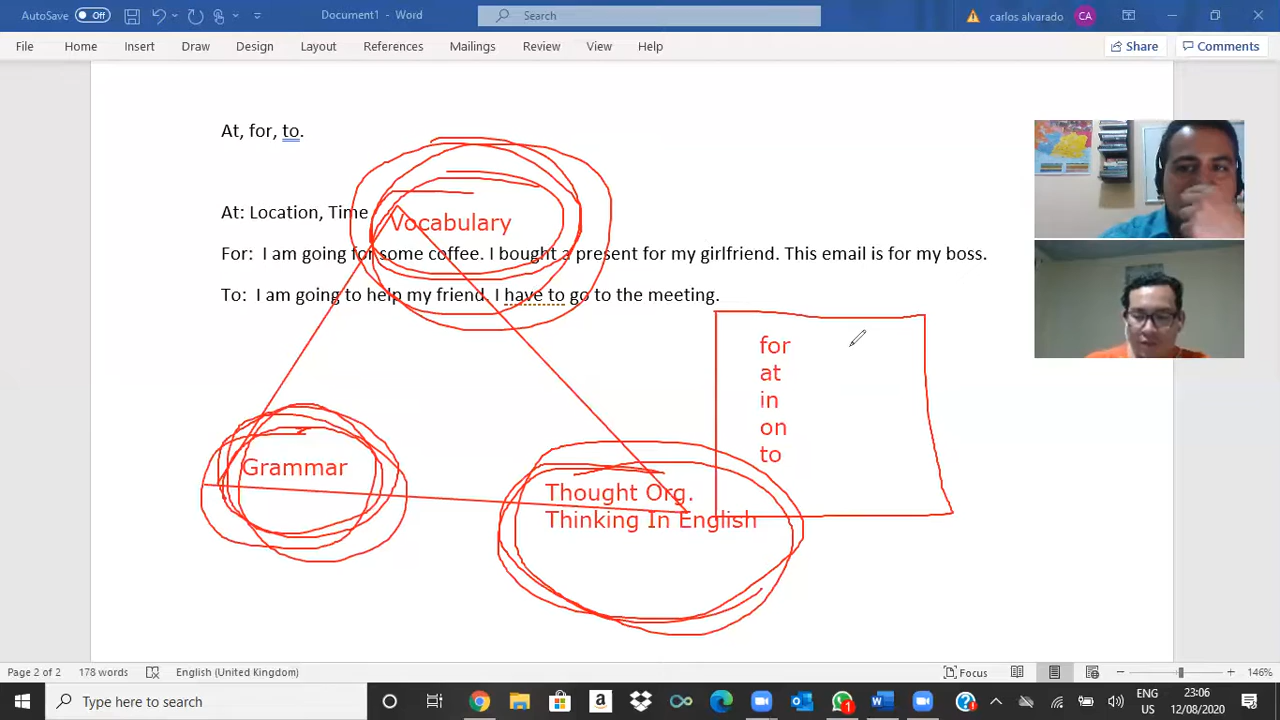 AutoSave Off Document1 - Word Search carlos alvarado CA
File Home Insert Draw Design Layout References Mailings Review View Help Share Comments
At, for, to.
At: Location, Time
Vocabulary
For: I am going for some coffee. I bought a present for my girlfriend. This email is for my boss.
To: I am going to help my friend. I have to go to the meeting.
for
at
in
on
to
Grammar
Thought Org.
Thinking In English
Page 2 of 2 178 words English (United Kingdom) Focus 146%
Type here to search
1
ENG 23:06
US 12/08/2020
3